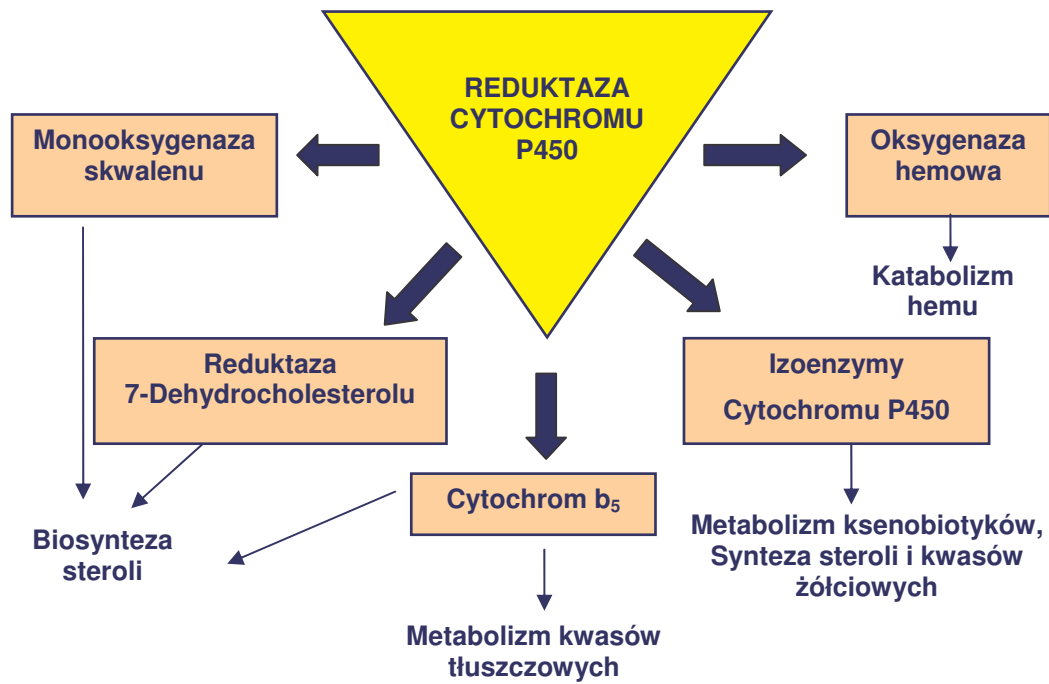 REDUKTAZA
CYTOCHROMU
P450
Monooksygenaza
skwalenu
Oksygenaza
hemowa
Katabolizm
hemu
Reduktaza
7-Dehydrocholesterolu
Izoenzymy
Cytochromu P450
Cytochrom b₅
Biosynteza
steroli
Metabolizm ksenobiotyków,
Synteza steroli i kwasów
żółciowych
Metabolizm kwasów
tłuszczowych